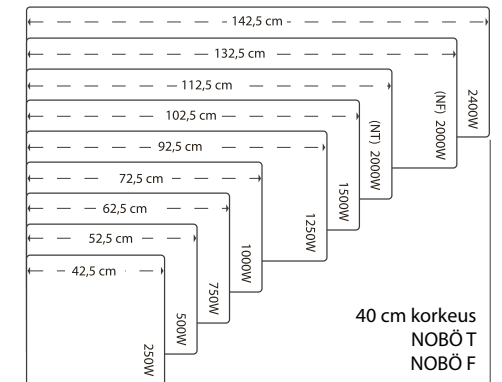 142,5 cm
132,5 cm
112,5 cm
102,5 cm
92,5 cm
72,5 cm
62,5 cm
52,5 cm
42,5 cm
2400W
(NF) 2000W
(NT) 2000W
1500W
1250W
1000W
750W
500W
250W
40 cm korkeus
NOBÖ T
NOBÖ F